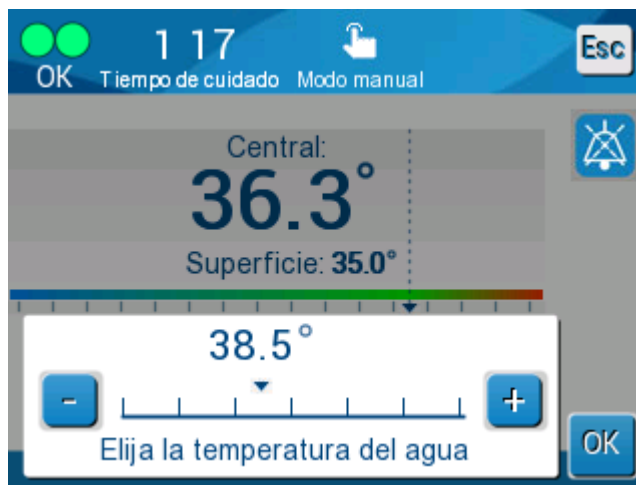 1 17
Esc
OK Tiempo de cuidado Modo manual
Central:
36.3°
Superficie: 35.0°
38.5°
- +
Elija la temperatura del agua
OK